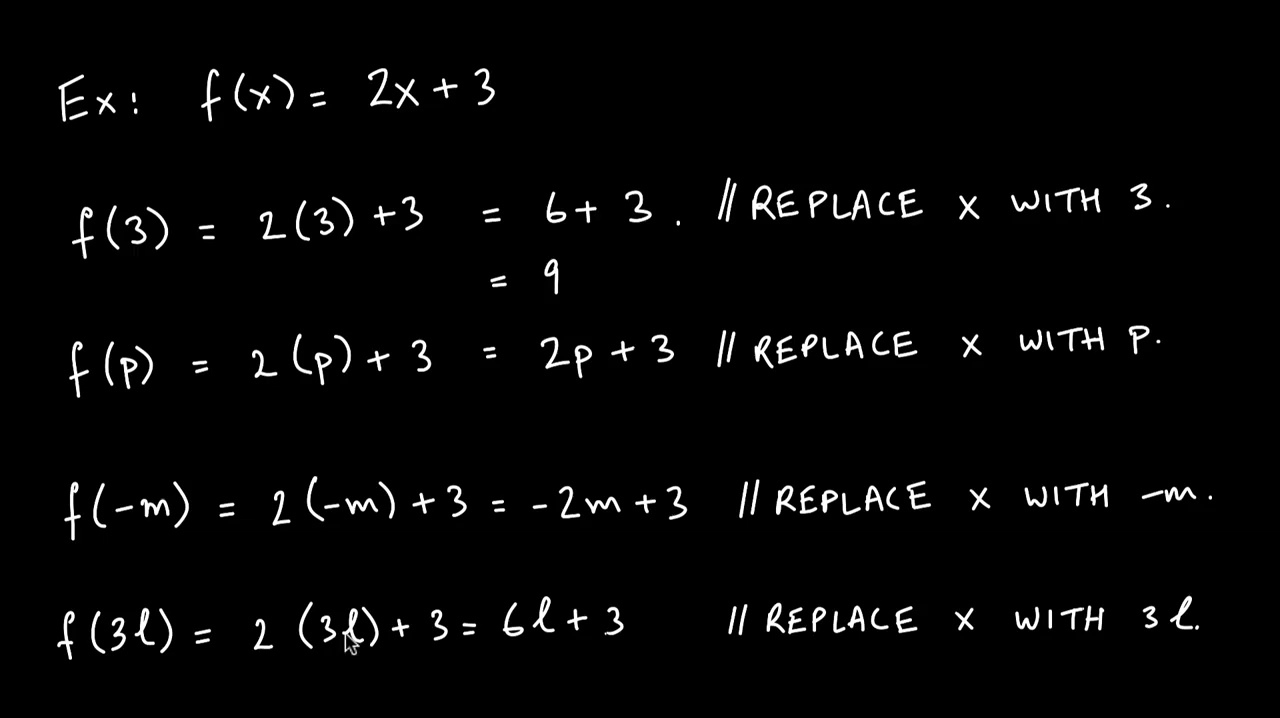 Ex: f(x) = 2x + 3
f(3) = 2(3) + 3 = 6 + 3. // REPLACE x WITH 3.
= 9
f(p) = 2(p) + 3 = 2p + 3 // REPLACE x WITH p.
f(-m) = 2(-m) + 3 = -2m + 3 // REPLACE x WITH -m.
f(3l) = 2(3l) + 3 = 6l + 3 // REPLACE x WITH 3l.